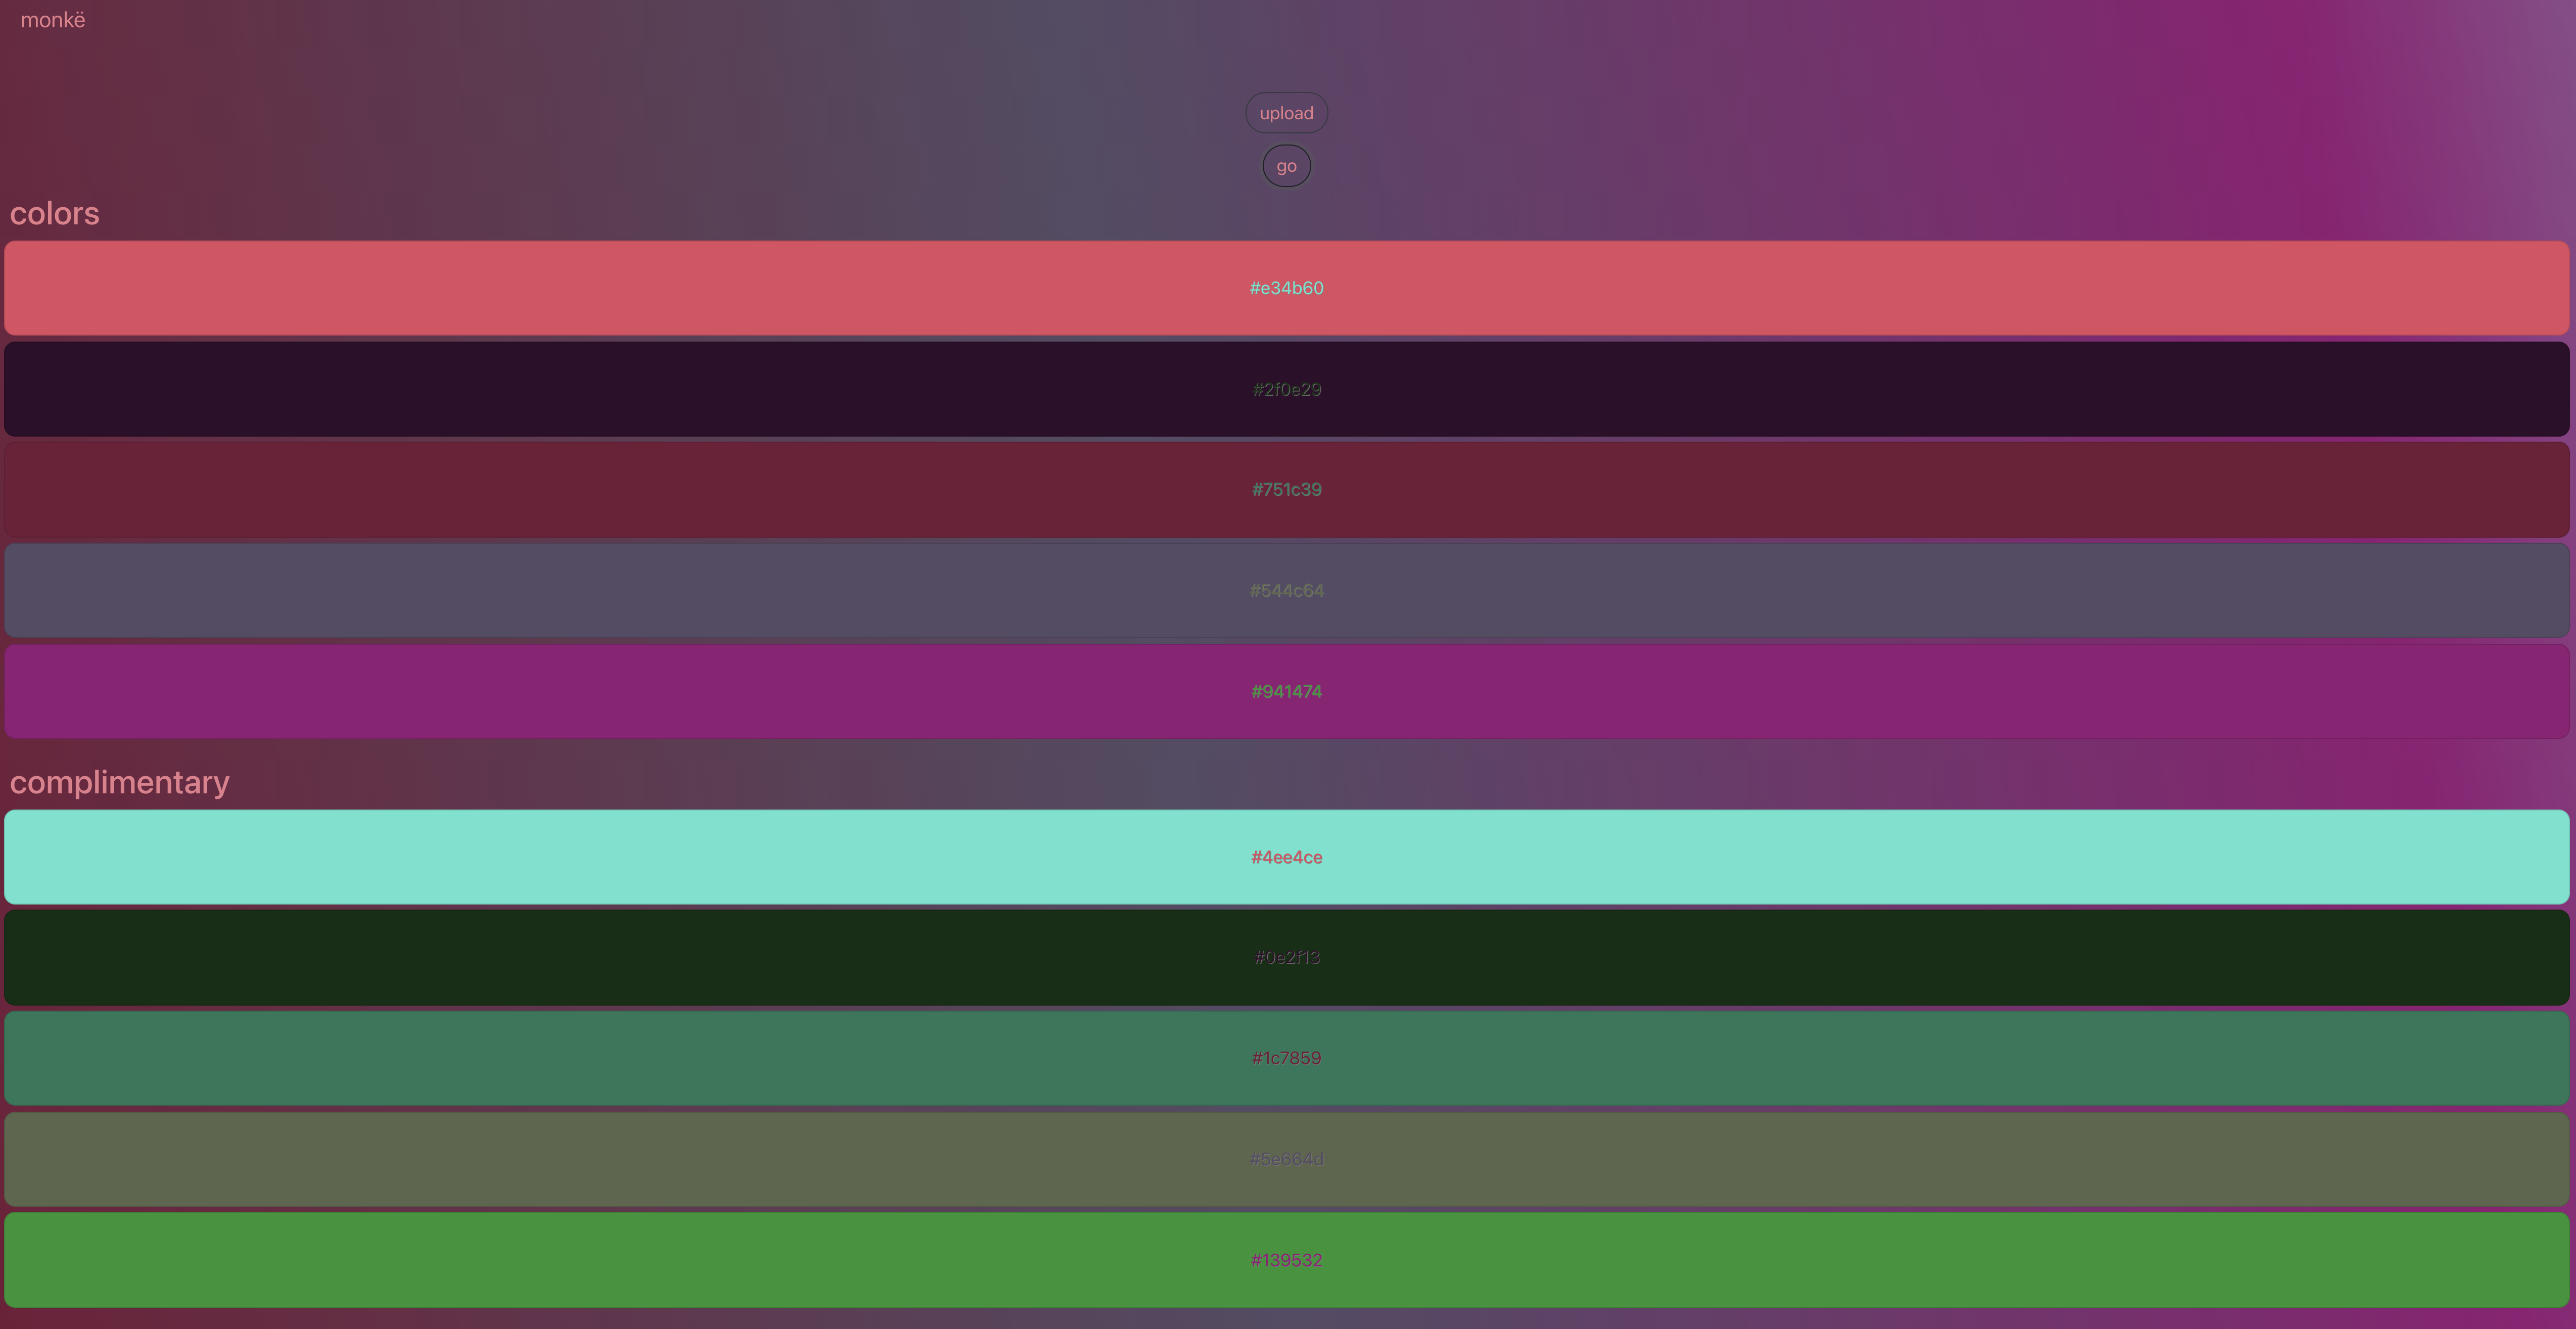 monkë
upload
go
colors
#e34b60
#2f0e29
#751c39
#544c64
#941474
complimentary
#4ee4ce
#0e2f13
#1c7859
#5e664d
#139532